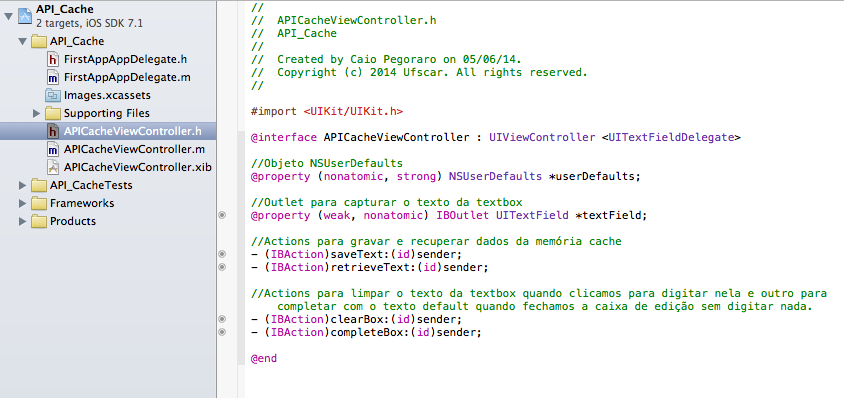 API_Cache
2 targets, iOS SDK 7.1
API_Cache
h FirstAppAppDelegate.h
m FirstAppAppDelegate.m
Images.xcassets
Supporting Files
h APICacheViewController.h
m APICacheViewController.m
APICacheViewController.xib
API_CacheTests
Frameworks
Products
//
//  APICacheViewController.h
//  API_Cache
//
//  Created by Caio Pegoraro on 05/06/14.
//  Copyright (c) 2014 Ufscar. All rights reserved.
//
#import <UIKit/UIKit.h>
@interface APICacheViewController : UIViewController <UITextFieldDelegate>
//Objeto NSUserDefaults
@property (nonatomic, strong) NSUserDefaults *userDefaults;
//Outlet para capturar o texto da textbox
@property (weak, nonatomic) IBOutlet UITextField *textField;
//Actions para gravar e recuperar dados da memória cache
- (IBAction)saveText:(id)sender;
- (IBAction)retrieveText:(id)sender;
//Actions para limpar o texto da textbox quando clicamos para digitar nela e outro para
completar com o texto default quando fechamos a caixa de edição sem digitar nada.
- (IBAction)clearBox:(id)sender;
- (IBAction)completeBox:(id)sender;
@end